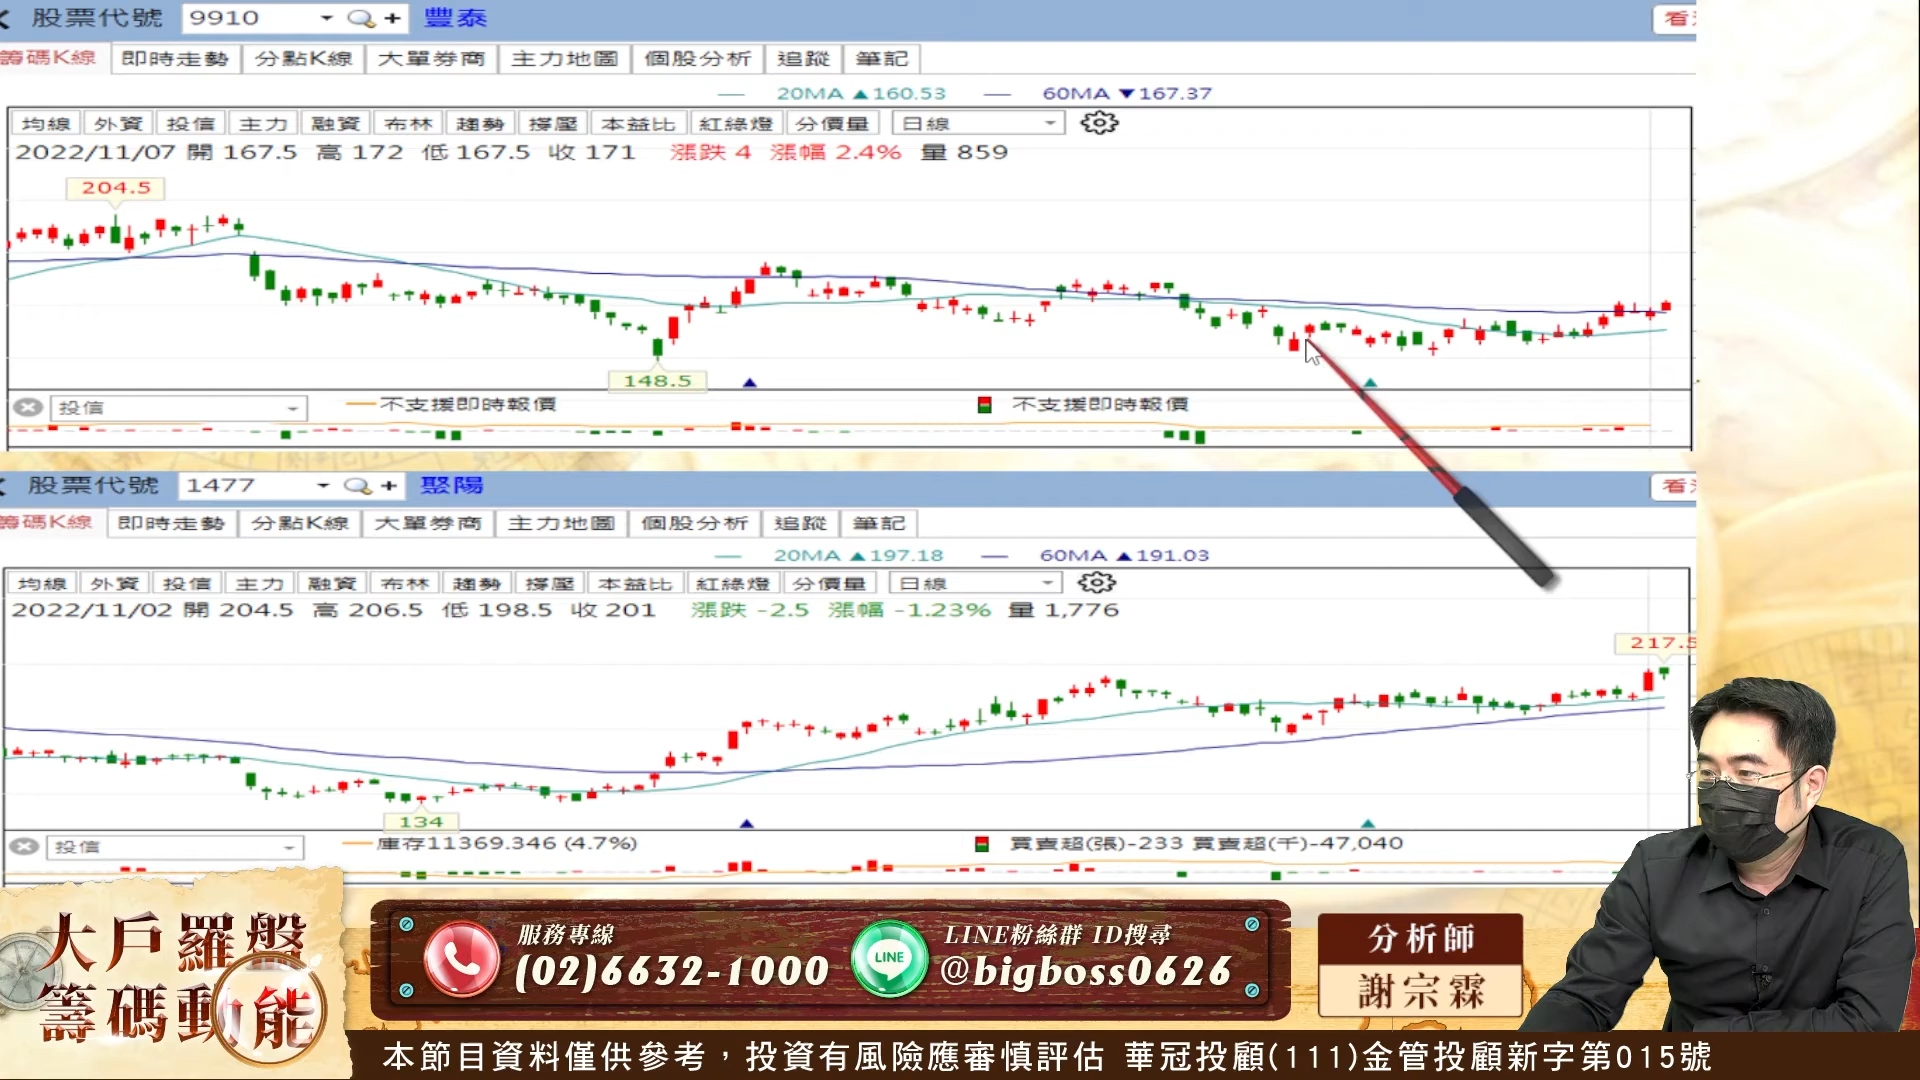 股票代號 9910 豐泰
籌碼K線 即時走勢 分點K線 大單券商 主力地圖 個股分析 追蹤 筆記
20MA ▲160.53 60MA ▼167.37
均線 外資 投信 主力 融資 布林 趨勢 撐壓 本益比 紅綠燈 分價量 日線
2022/11/07 開 167.5 高 172 低 167.5 收 171 漲跌 4 漲幅 2.4% 量 859
204.5
148.5
投信 不支援即時報價 不支援即時報價
股票代號 1477 聚陽
籌碼K線 即時走勢 分點K線 大單券商 主力地圖 個股分析 追蹤 筆記
20MA ▲197.18 60MA ▲191.03
均線 外資 投信 主力 融資 布林 趨勢 撐壓 本益比 紅綠燈 分價量 日線
2022/11/02 開 204.5 高 206.5 低 198.5 收 201 漲跌 -2.5 漲幅 -1.23% 量 1,776
217.5
134
投信 庫存11369.346 (4.7%) 買賣超(張)-233 買賣超(千)-47,040
大戶羅盤
籌碼動能
服務專線
(02)6632-1000
LINE
LINE粉絲群 ID搜尋
@bigboss0626
分析師
謝宗霖
本節目資料僅供參考，投資有風險應審慎評估 華冠投顧(111)金管投顧新字第015號